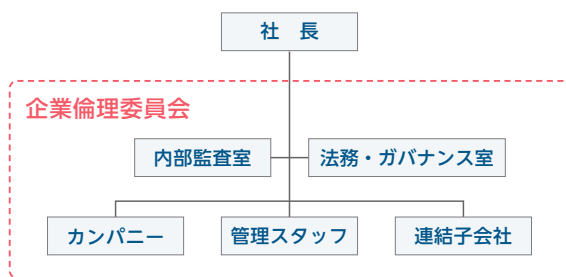 社　長
企業倫理委員会
内部監査室
法務・ガバナンス室
カンパニー
管理スタッフ
連結子会社